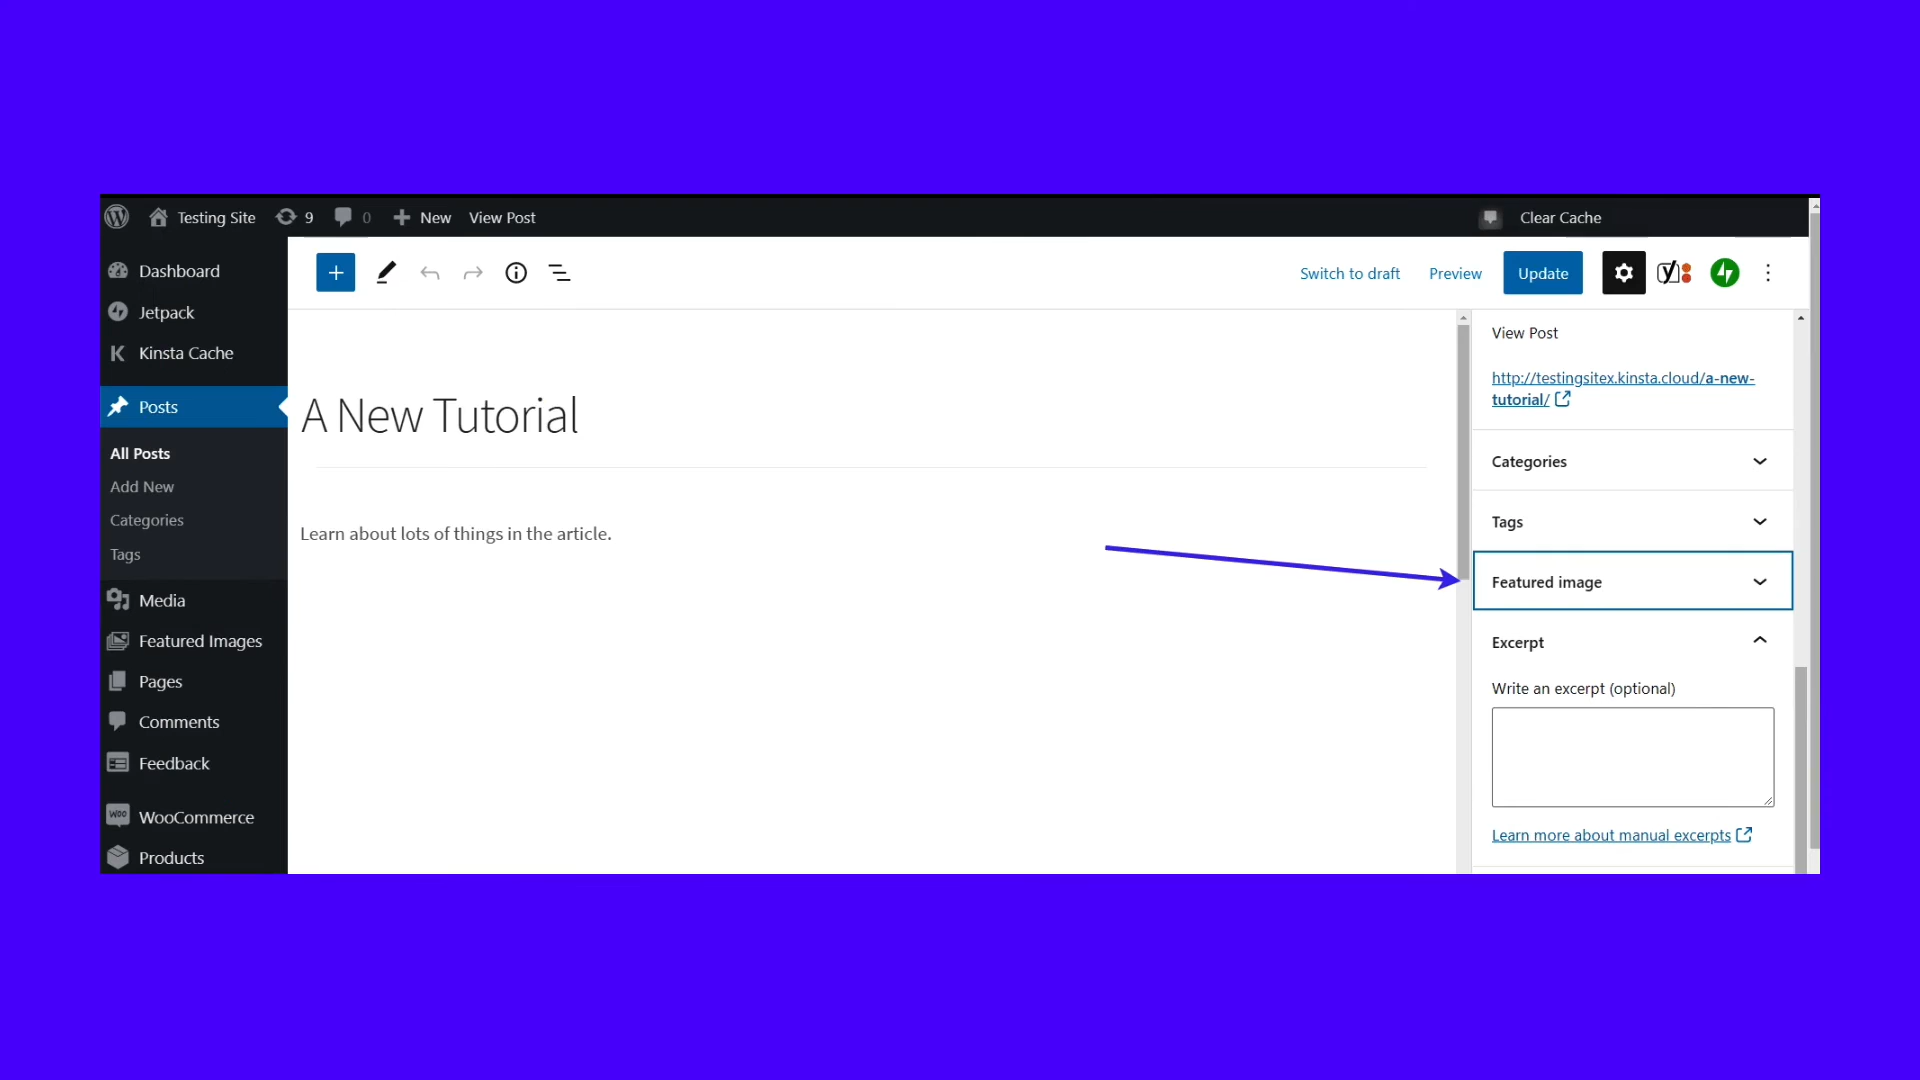 Testing Site 9 0 New View Post Clear Cache
Dashboard
Jetpack
Kinsta Cache
Posts
All Posts
Add New
Categories
Tags
Media
Featured Images
Pages
Comments
Feedback
WooCommerce
Products
Switch to draft Preview Update
A New Tutorial
Learn about lots of things in the article.
View Post
http://testingsitex.kinsta.cloud/a-new-
tutorial/
Categories
Tags
Featured image
Excerpt
Write an excerpt (optional)
Learn more about manual excerpts